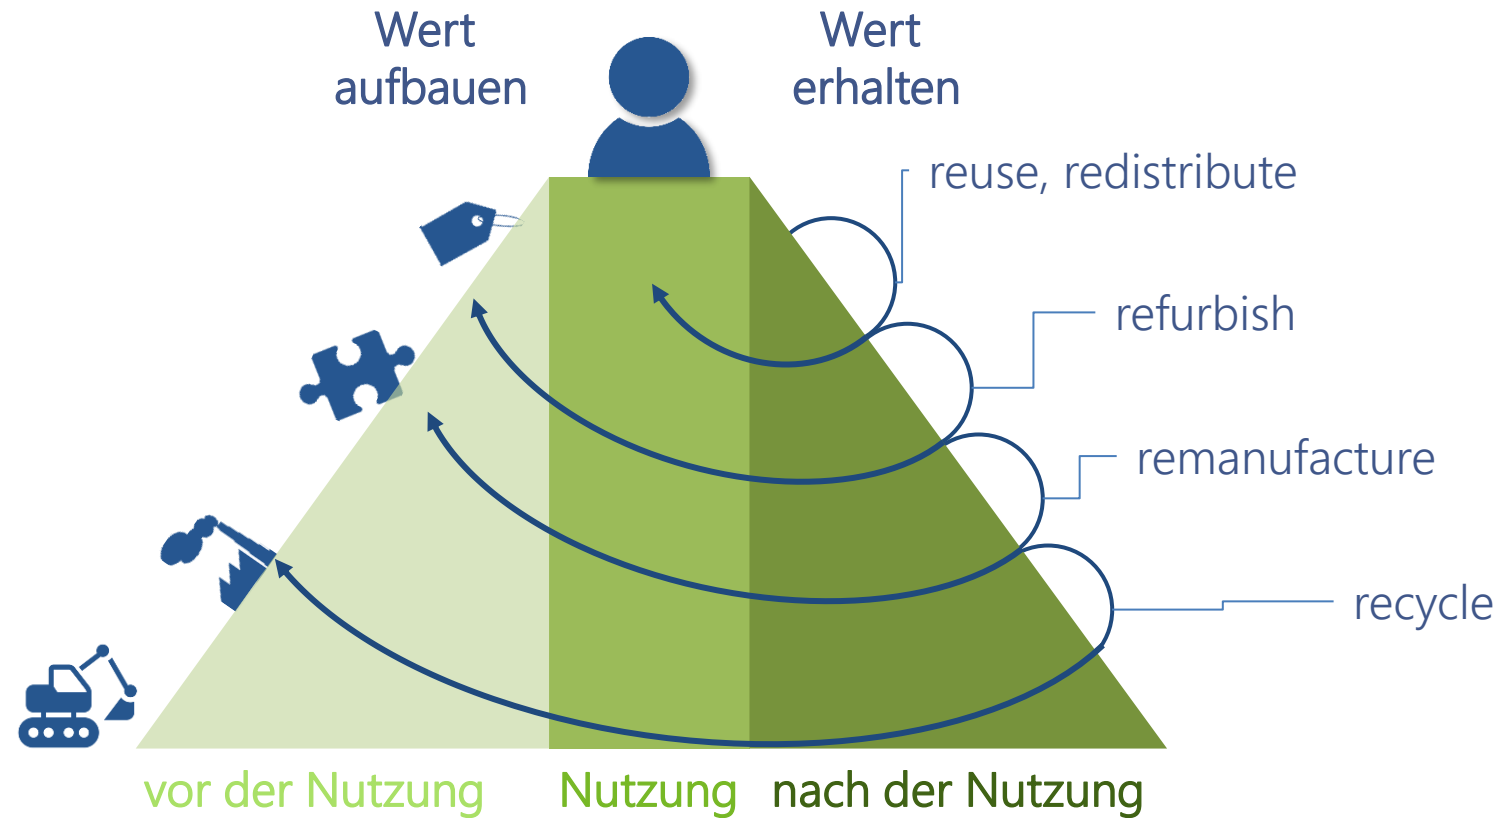 Wert
aufbauen
Wert
erhalten
reuse, redistribute
refurbish
remanufacture
recycle
vor der Nutzung
Nutzung
nach der Nutzung